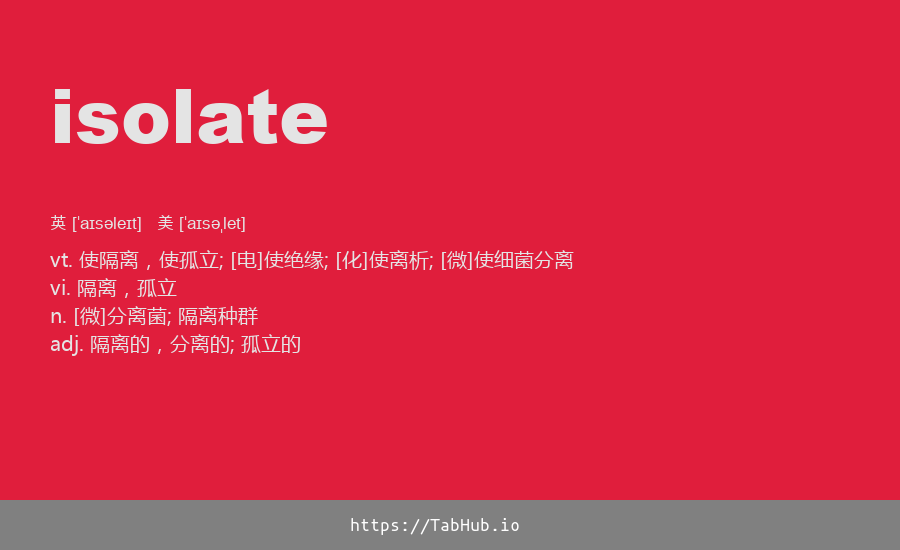 isolate
英 [ˈaɪsəleɪt] 美 [ˈaɪsəˌlet]
vt. 使隔离，使孤立; [电]使绝缘; [化]使离析; [微]使细菌分离
vi. 隔离，孤立
n. [微]分离菌; 隔离种群
adj. 隔离的，分离的; 孤立的
https://TabHub.io